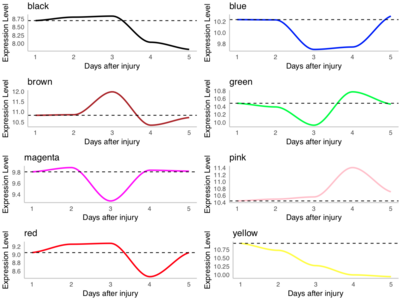 black
Expression Level
8.75
8.50
8.25
8.00
1 2 3 4 5
Days after injury
blue
Expression Level
10.2
10.0
9.8
1 2 3 4 5
Days after injury
brown
Expression Level
12.0
11.5
11.0
10.5
1 2 3 4 5
Days after injury
green
Expression Level
10.8
10.6
10.4
10.2
10.0
1 2 3 4 5
Days after injury
magenta
Expression Level
9.8
9.6
9.4
1 2 3 4 5
Days after injury
pink
Expression Level
11.4
11.2
11.0
10.8
10.6
10.4
1 2 3 4 5
Days after injury
red
Expression Level
9.2
9.0
8.8
8.6
1 2 3 4 5
Days after injury
yellow
Expression Level
10.75
10.50
10.25
10.00
1 2 3 4 5
Days after injury